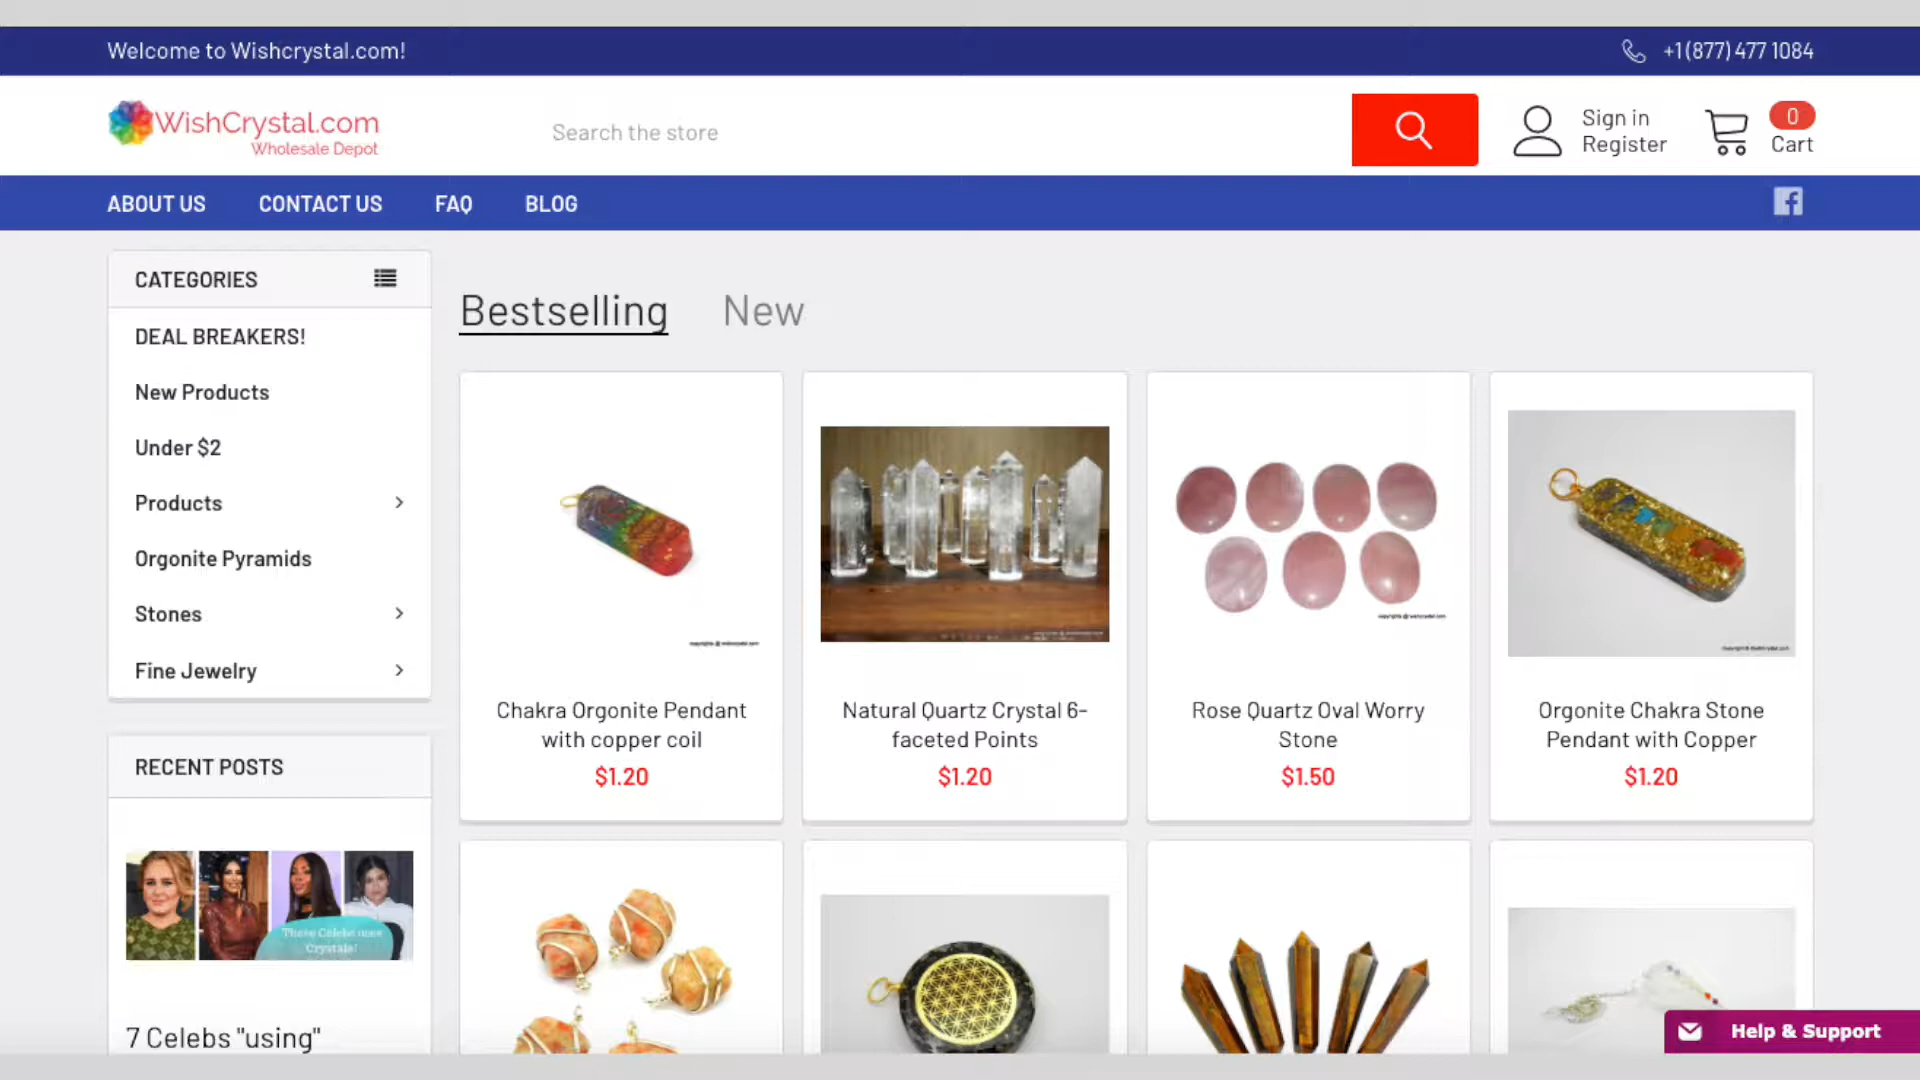 Welcome to Wishcrystal.com!
+1 (877) 477 1084
WishCrystal.com
Wholesale Depot
Search the store
Sign in
Register
0
Cart
ABOUT US
CONTACT US
FAQ
BLOG
CATEGORIES
DEAL BREAKERS!
New Products
Under $2
Products
Orgonite Pyramids
Stones
Fine Jewelry
RECENT POSTS
These Celebs uses
Crystals!
7 Celebs "using"
Bestselling
New
Chakra Orgonite Pendant
with copper coil
$1.20
Natural Quartz Crystal 6-
faceted Points
$1.20
Rose Quartz Oval Worry
Stone
$1.50
Orgonite Chakra Stone
Pendant with Copper
$1.20
Help & Support